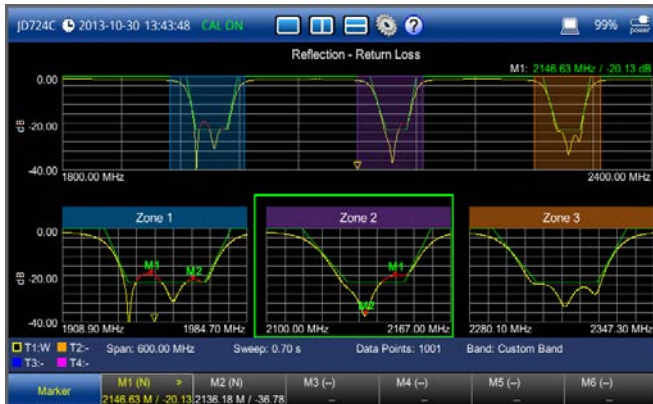 JD724C 2013-10-30 13:43:48 CAL ON 99% power
Reflection - Return Loss
M1: 2146.63 MHz / -20.13 dB
0.00
dB
-20.00
-40.00
1800.00 MHz 2400.00 MHz
Zone 1 Zone 2 Zone 3
0.00
M1 M2 M1
dB
-20.00
M2
-40.00
1908.90 MHz 1984.70 MHz 2100.00 MHz 2167.00 MHz 2280.10 MHz 2347.30 MHz
T1:W T2:- Span: 600.00 MHz Sweep: 0.70 s Data Points: 1001 Band: Custom Band
T3:- T4:-
Marker M1 (N) > M2 (N) M3 (--) M4 (--) M5 (--) M6 (--)
2146.63 M / -20.13 2136.18 M / -36.78 -- -- -- --